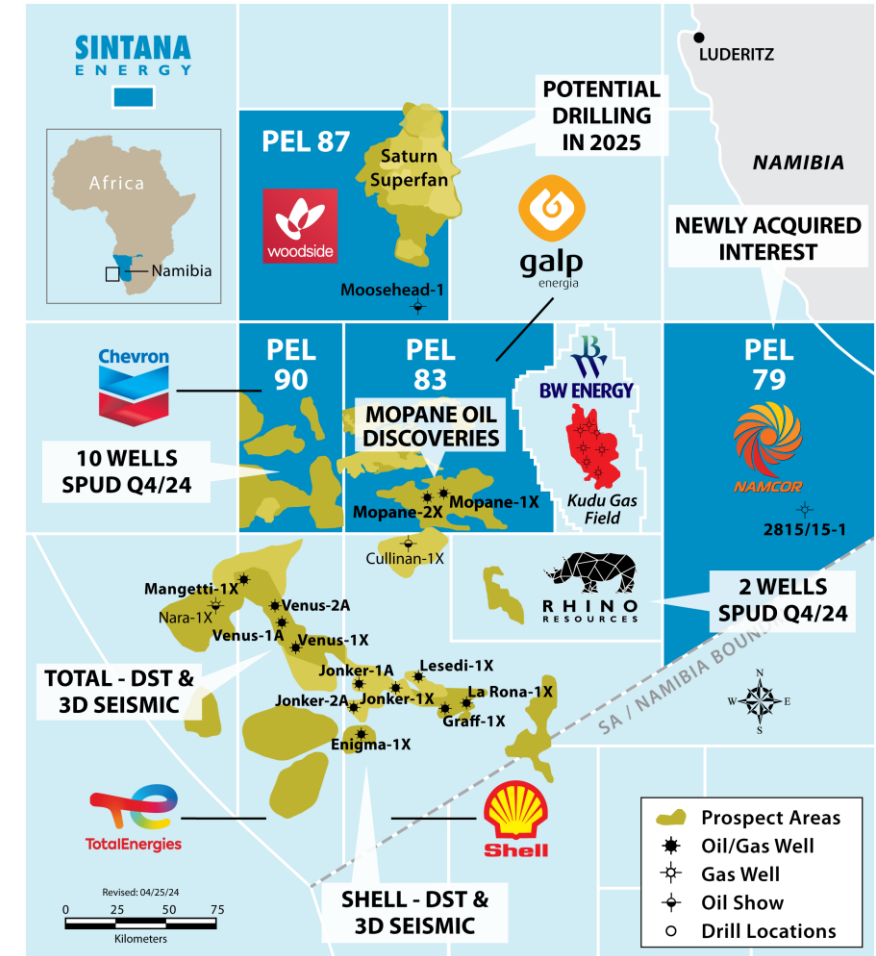 SINTANA
ENERGY
LUDERITZ
POTENTIAL
DRILLING
IN 2025
NAMIBIA
Africa
Namibia
PEL 87
woodside
Saturn
Superfan
Moosehead-1
galp
energia
NEWLY ACQUIRED
INTEREST
Chevron
10 WELLS
SPUD Q4/24
PEL
90
PEL
83
MOPANE OIL
DISCOVERIES
Mopane-1X
Mopane-2X
BW
BW ENERGY
Kudu Gas
Field
PEL
79
NAMCOR
2815/15-1
Cullinan-1X
RHINO
RESOURCES
2 WELLS
SPUD Q4/24
Mangetti-1X
Nara-1X
Venus-2A
Venus-1A
Venus-1X
TOTAL - DST &
3D SEISMIC
Jonker-1A
Lesedi-1X
Jonker-2A
Jonker-1X
La Rona-1X
Graff-1X
Enigma-1X
SA / NAMIBIA BOUND
N
W
E
S
TotalEnergies
Shell
SHELL - DST &
3D SEISMIC
Revised: 04/25/24
0 25 50 75
Kilometers
Prospect Areas
Oil/Gas Well
Gas Well
Oil Show
Drill Locations